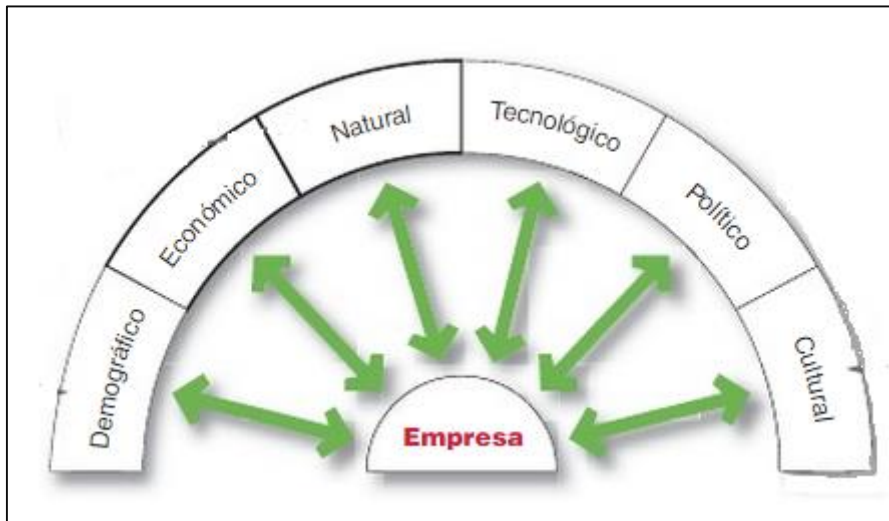 Demográfico
Económico
Natural
Tecnológico
Político
Cultural
Empresa